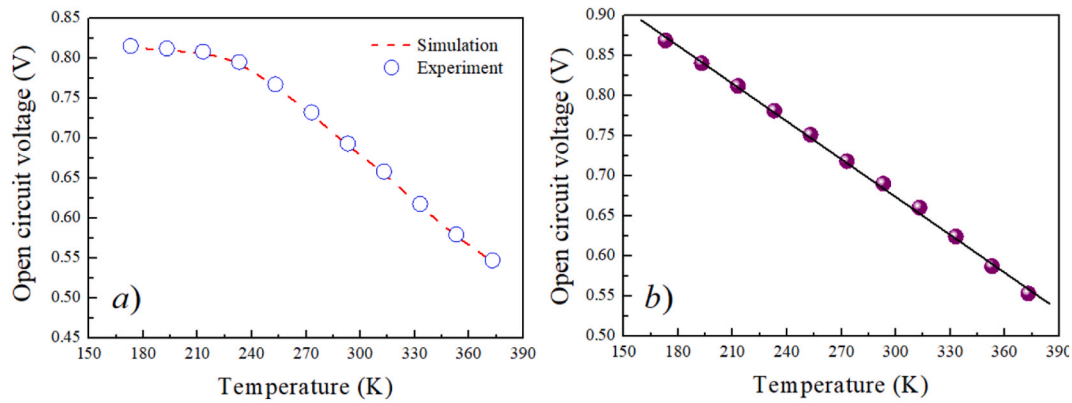 0.85
0.80
0.75
0.70
0.65
0.60
0.55
0.50
0.45
Open circuit voltage (V)
Simulation
Experiment
a)
150 180 210 240 270 300 330 360 390
Temperature (K)
0.90
0.85
0.80
0.75
0.70
0.65
0.60
0.55
0.50
Open circuit voltage (V)
b)
150 180 210 240 270 300 330 360 390
Temperature (K)